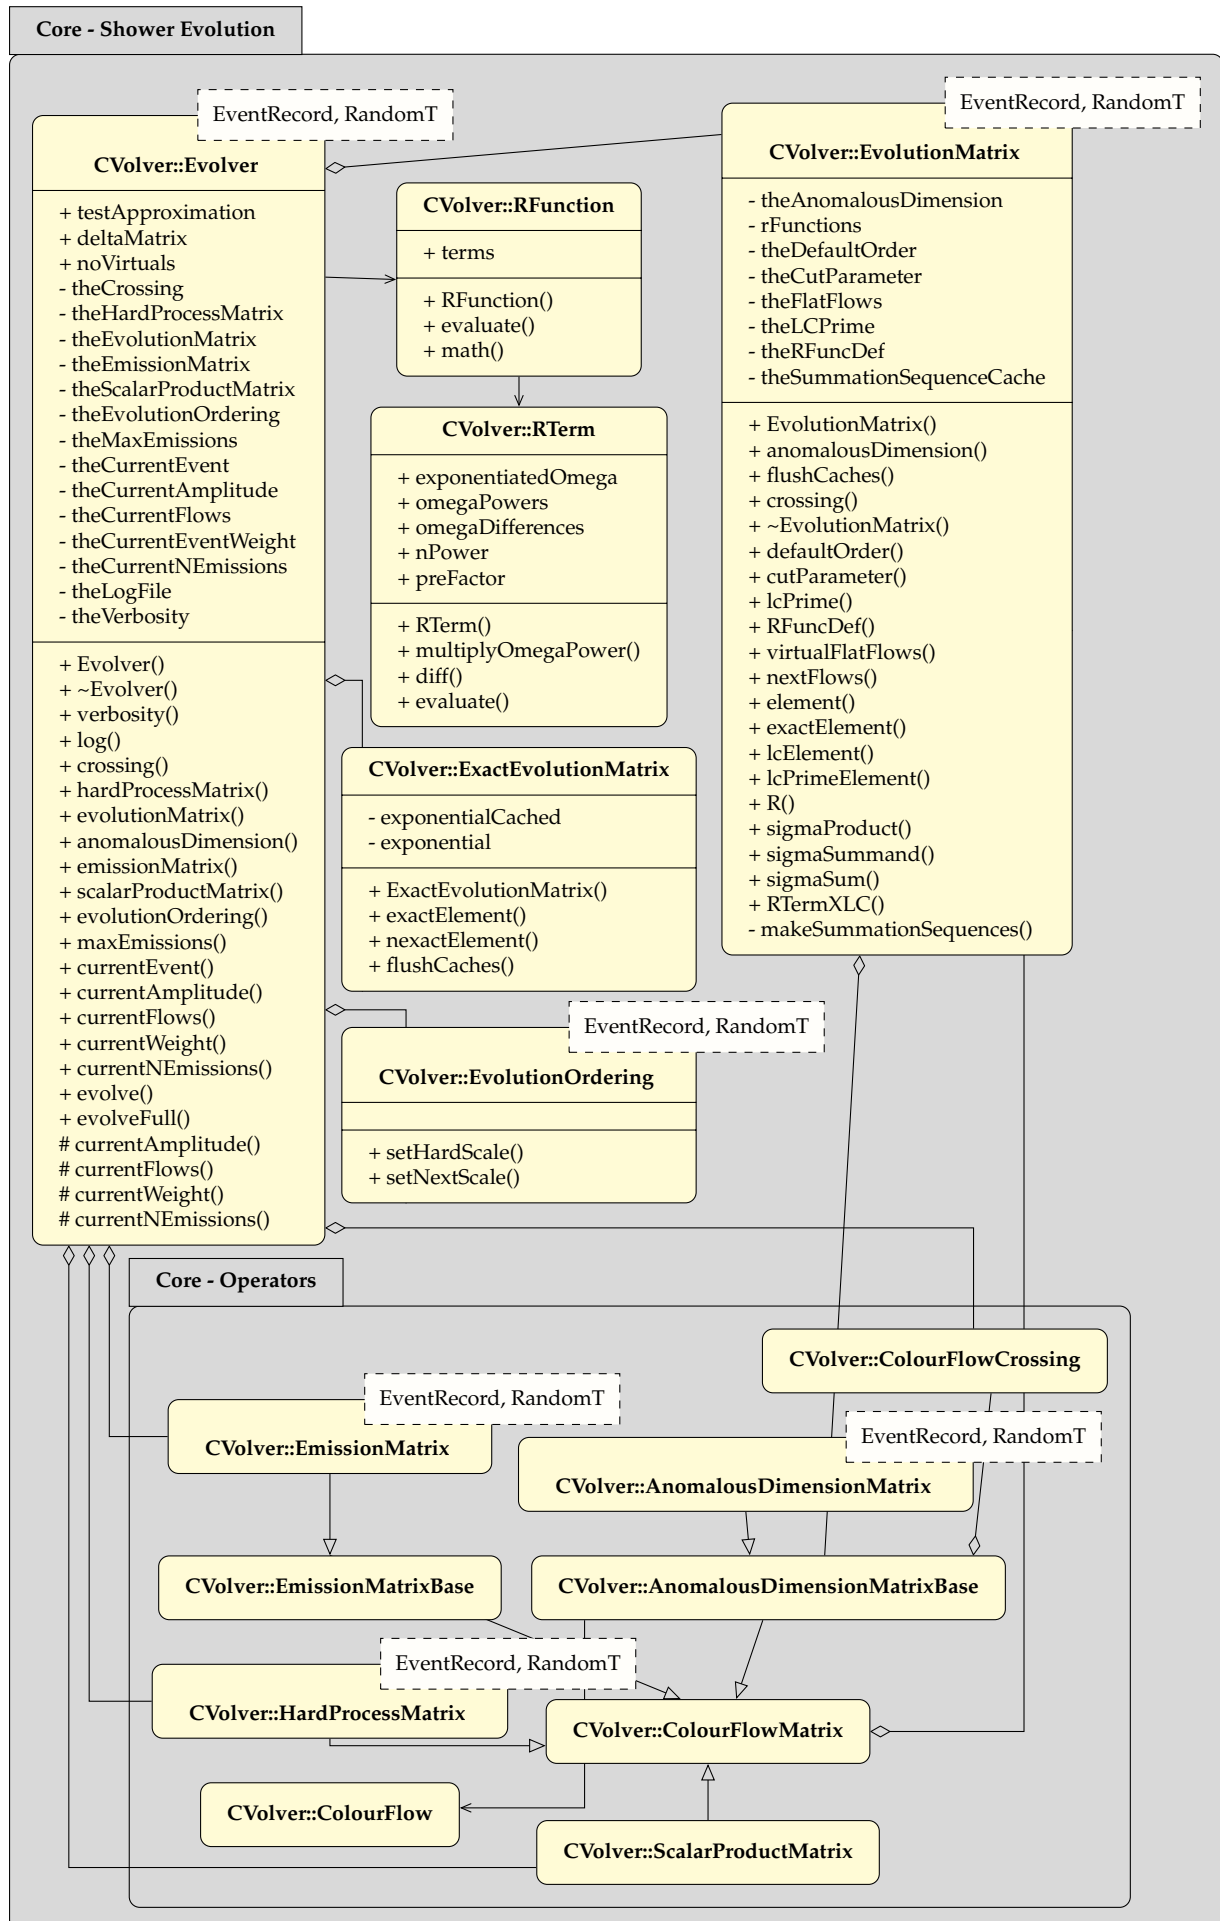 Core - Shower Evolution
EventRecord, RandomT
CVolver::Evolver
+ testApproximation
+ deltaMatrix
+ noVirtuals
- theCrossing
- theHardProcessMatrix
- theEvolutionMatrix
- theEmissionMatrix
- theScalarProductMatrix
- theEvolutionOrdering
- theMaxEmissions
- theCurrentEvent
- theCurrentAmplitude
- theCurrentFlows
- theCurrentEventWeight
- theCurrentNEmissions
- theLogFile
- theVerbosity
+ Evolver()
+ ~Evolver()
+ verbosity()
+ log()
+ crossing()
+ hardProcessMatrix()
+ evolutionMatrix()
+ anomalousDimension()
+ emissionMatrix()
+ scalarProductMatrix()
+ evolutionOrdering()
+ maxEmissions()
+ currentEvent()
+ currentAmplitude()
+ currentFlows()
+ currentWeight()
+ currentNEmissions()
+ evolve()
+ evolveFull()
# currentAmplitude()
# currentFlows()
# currentWeight()
# currentNEmissions()
CVolver::RFunction
+ terms
+ RFunction()
+ evaluate()
+ math()
CVolver::RTerm
+ exponentiatedOmega
+ omegaPowers
+ omegaDifferences
+ nPower
+ preFactor
+ RTerm()
+ multiplyOmegaPower()
+ diff()
+ evaluate()
CVolver::ExactEvolutionMatrix
- exponentialCached
- exponential
+ ExactEvolutionMatrix()
+ exactElement()
+ nexactElement()
+ flushCaches()
EventRecord, RandomT
CVolver::EvolutionOrdering
+ setHardScale()
+ setNextScale()
EventRecord, RandomT
CVolver::EvolutionMatrix
- theAnomalousDimension
- rFunctions
- theDefaultOrder
- theCutParameter
- theFlatFlows
- theLCPrime
- theRFuncDef
- theSummationSequenceCache
+ EvolutionMatrix()
+ anomalousDimension()
+ flushCaches()
+ crossing()
+ ~EvolutionMatrix()
+ defaultOrder()
+ cutParameter()
+ lcPrime()
+ RFuncDef()
+ virtualFlatFlows()
+ nextFlows()
+ element()
+ exactElement()
+ lcElement()
+ lcPrimeElement()
+ R()
+ sigmaProduct()
+ sigmaSummand()
+ sigmaSum()
+ RTermXLC()
- makeSummationSequences()
Core - Operators
CVolver::ColourFlowCrossing
EventRecord, RandomT
CVolver::EmissionMatrix
EventRecord, RandomT
CVolver::AnomalousDimensionMatrix
CVolver::EmissionMatrixBase
CVolver::AnomalousDimensionMatrixBase
EventRecord, RandomT
CVolver::HardProcessMatrix
CVolver::ColourFlowMatrix
CVolver::ColourFlow
CVolver::ScalarProductMatrix